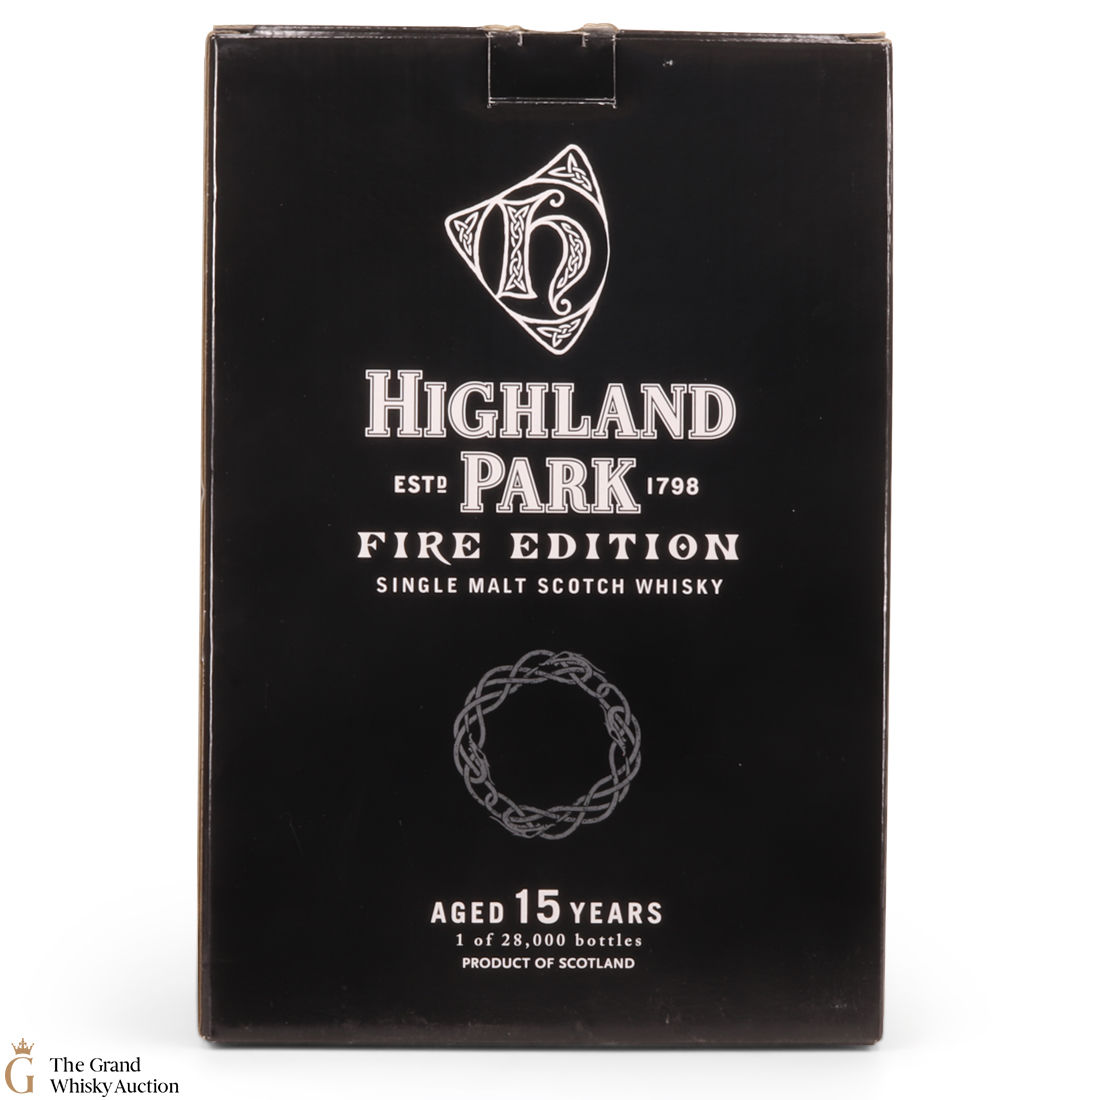 HIGHLAND
ESTD PARK 1798
FIRE EDITION
SINGLE MALT SCOTCH WHISKY
AGED 15 YEARS
1 of 28,000 bottles
PRODUCT OF SCOTLAND
G The Grand
Whisky Auction